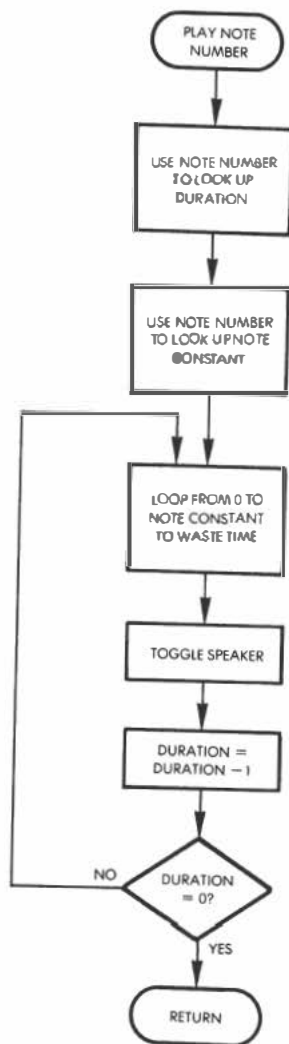 PLAY NOTE
NUMBER
USE NOTE NUMBER
TO LOOK UP
DURATION
USE NOTE NUMBER
TO LOOK UP NOTE
CONSTANT
LOOP FROM 0 TO
NOTE CONSTANT
TO WASTE TIME
TOGGLE SPEAKER
DURATION =
DURATION – 1
DURATION
= 0?
NO
YES
RETURN